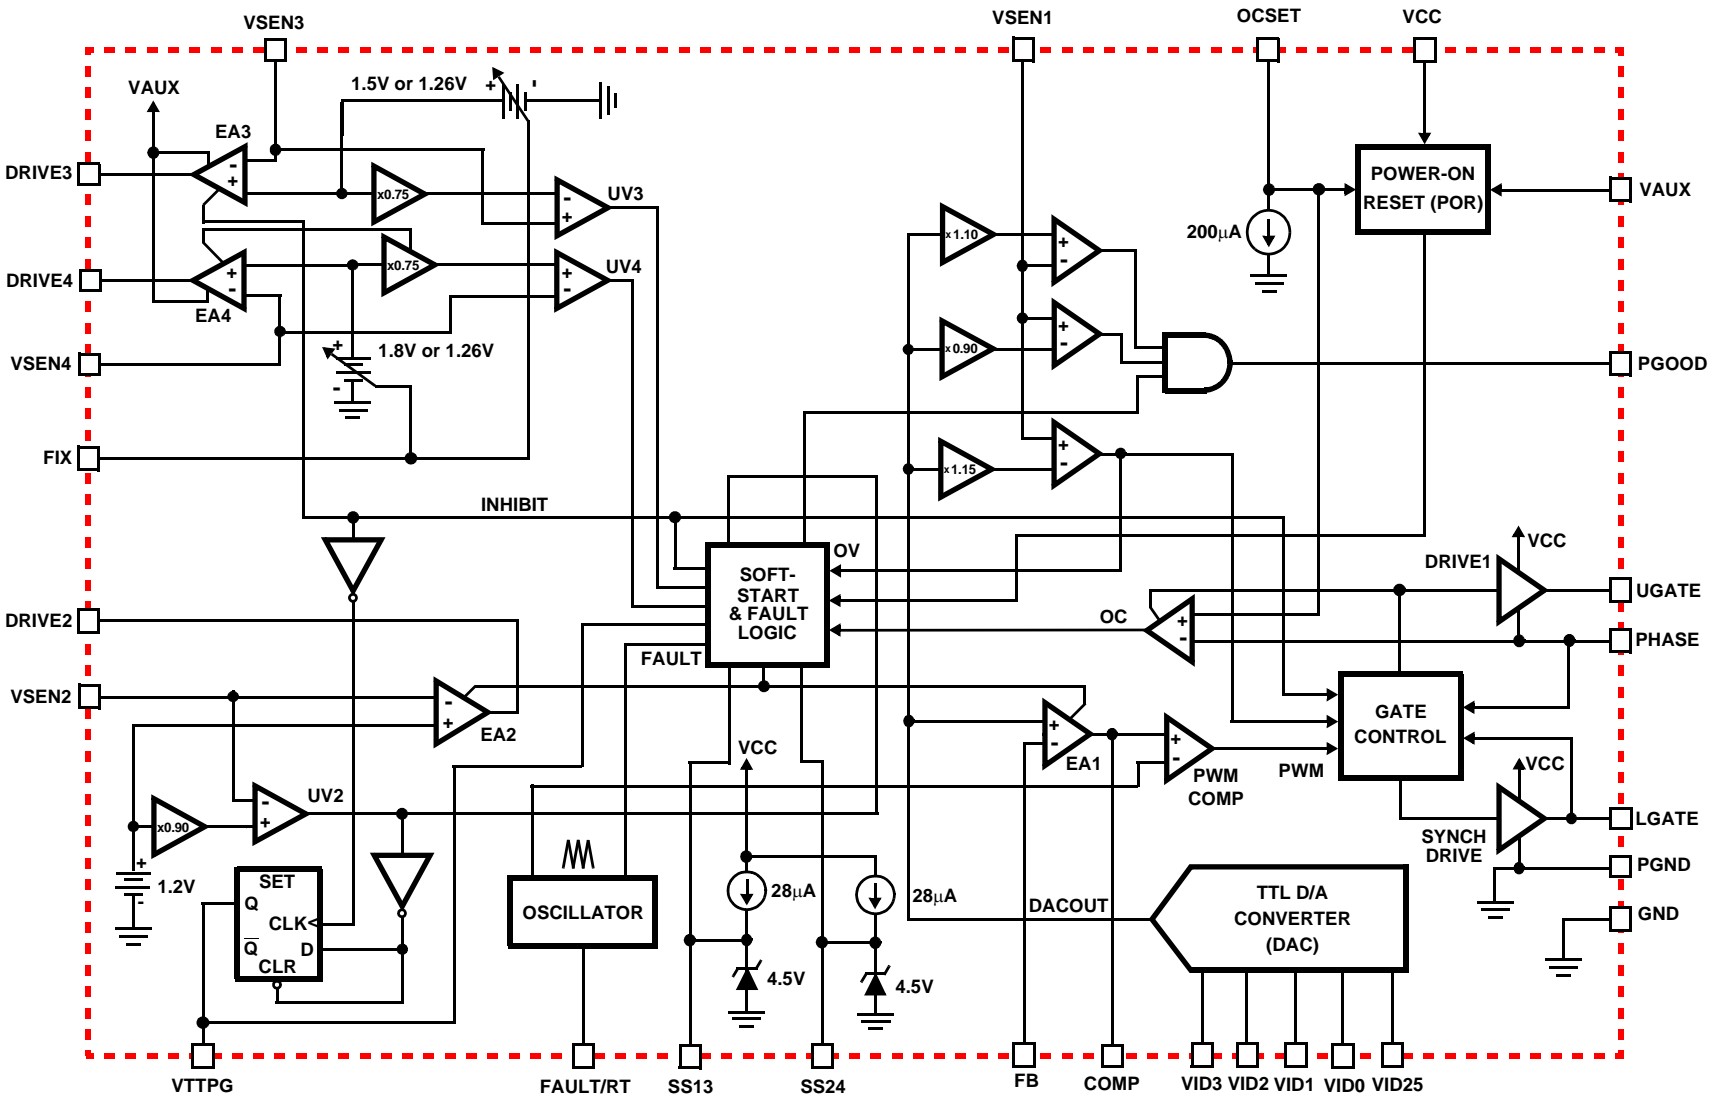 VSEN3
VSEN1
OCSET
VCC
VAUX
1.5V or 1.26V
+
-
EA3
-
+
DRIVE3
x0.75
-
+
UV3
POWER-ON
RESET (POR)
VAUX
200µA
x 1.10
+
-
DRIVE4
+
-
EA4
x0.75
+
-
UV4
VSEN4
+
-
1.8V or 1.26V
x 0.90
+
-
PGOOD
FIX
x 1.15
+
-
INHIBIT
OV
SOFT-
START
& FAULT
LOGIC
FAULT
OC
+
-
DRIVE1
VCC
UGATE
PHASE
DRIVE2
VSEN2
-
+
EA2
VCC
+
-
EA1
+
-
PWM
COMP
PWM
GATE
CONTROL
VCC
SYNCH
DRIVE
LGATE
PGND
GND
x0.90
-
+
UV2
+
-
1.2V
SET
Q
CLK
Q
D
CLR
OSCILLATOR
28µA
28µA
4.5V
4.5V
DACOUT
TTL D/A
CONVERTER
(DAC)
VTTPG
FAULT/RT
SS13
SS24
FB
COMP
VID3
VID2
VID1
VID0
VID25